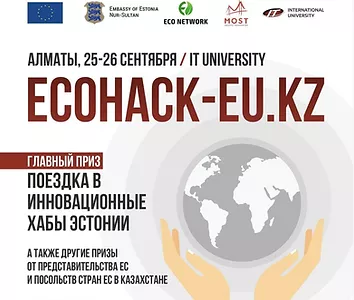 EMBASSY OF ESTONIA
NUR-SULTAN
ECO NETWORK
MOST
IT
INTERNATIONAL
UNIVERSITY
АЛМАТЫ, 25-26 СЕНТЯБРЯ / IT UNIVERSITY
ECOHACK-EU.KZ
ГЛАВНЫЙ ПРИЗ
ПОЕЗДКА В
ИННОВАЦИОННЫЕ
ХАБЫ ЭСТОНИИ
А ТАКЖЕ ДРУГИЕ ПРИЗЫ
ОТ ПРЕДСТАВИТЕЛЬСТВА ЕС
И ПОСОЛЬСТВ СТРАН ЕС В КАЗАХСТАНЕ